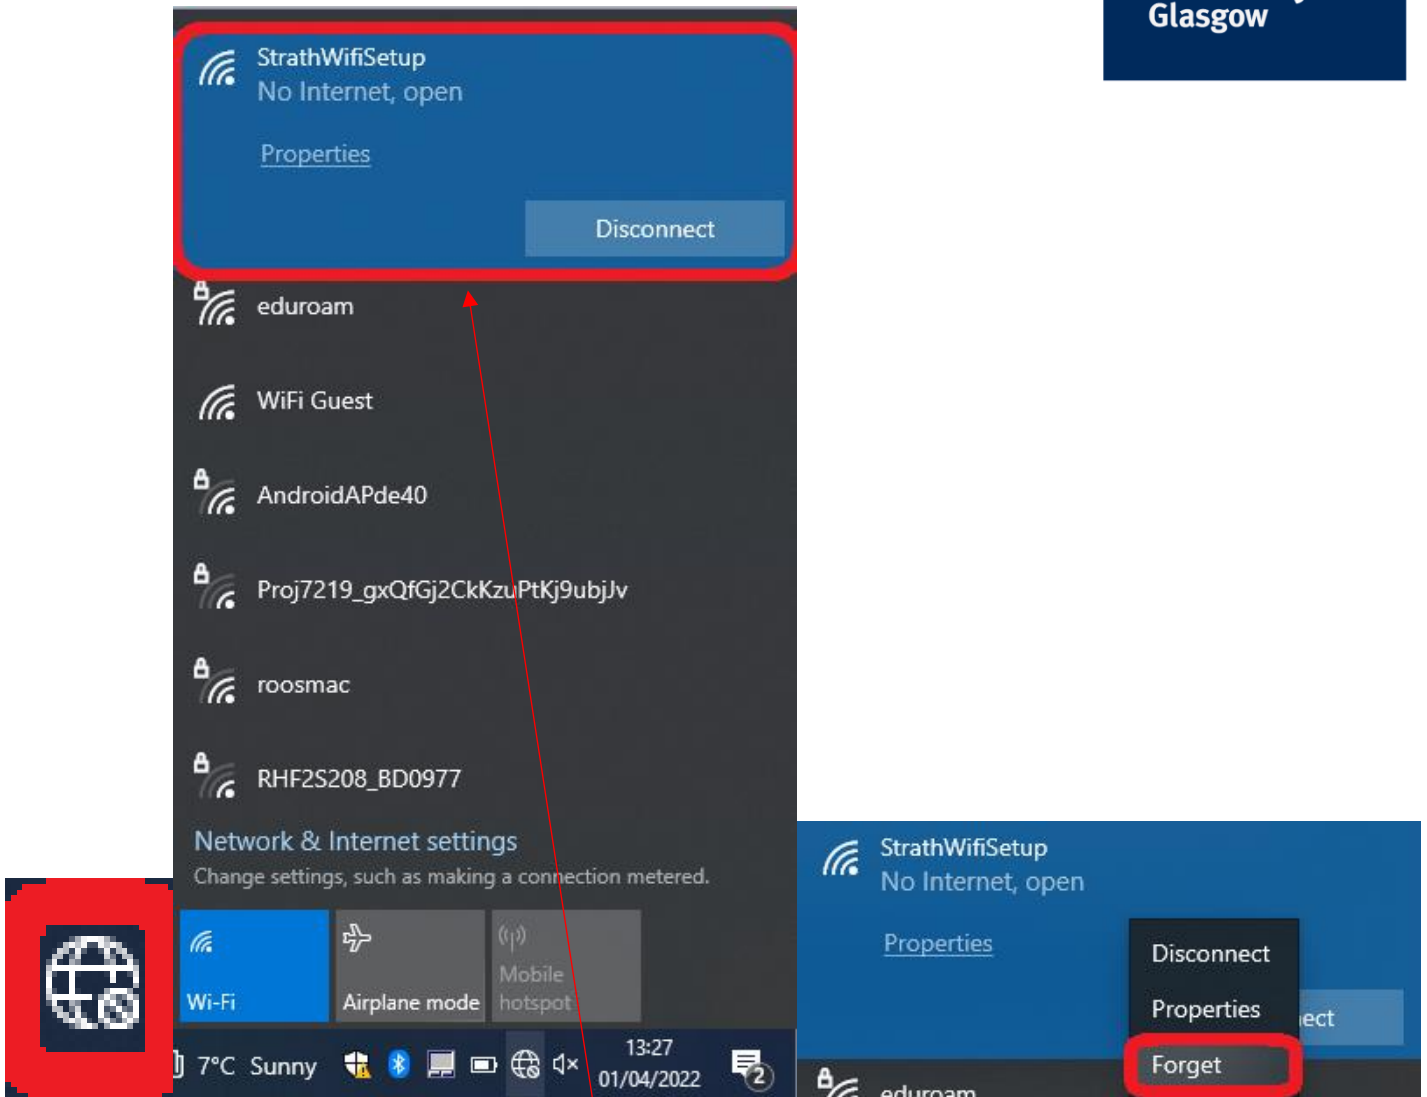 Glasgow
StrathWifiSetup
No Internet, open
Properties
Disconnect
eduroam
WiFi Guest
AndroidAPde40
Proj7219_gxQfGj2CkKzuPtKj9ubjJv
roosmac
RHF2S208_BD0977
Network & Internet settings
Change settings, such as making a connection metered.
Wi-Fi
Airplane mode
Mobile
hotspot
7°C Sunny
13:27
01/04/2022
2
StrathWifiSetup
No Internet, open
Properties
Disconnect
Properties
ect
Forget
eduroam